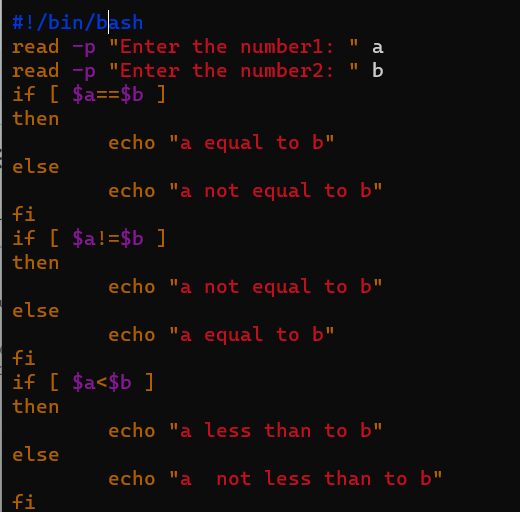 #!/bin/bash
read -p "Enter the number1: " a
read -p "Enter the number2: " b
if [ $a==$b ]
then
        echo "a equal to b"
else
        echo "a not equal to b"
fi
if [ $a!=$b ]
then
        echo "a not equal to b"
else
        echo "a equal to b"
fi
if [ $a<$b ]
then
        echo "a less than to b"
else
        echo "a  not less than to b"
fi